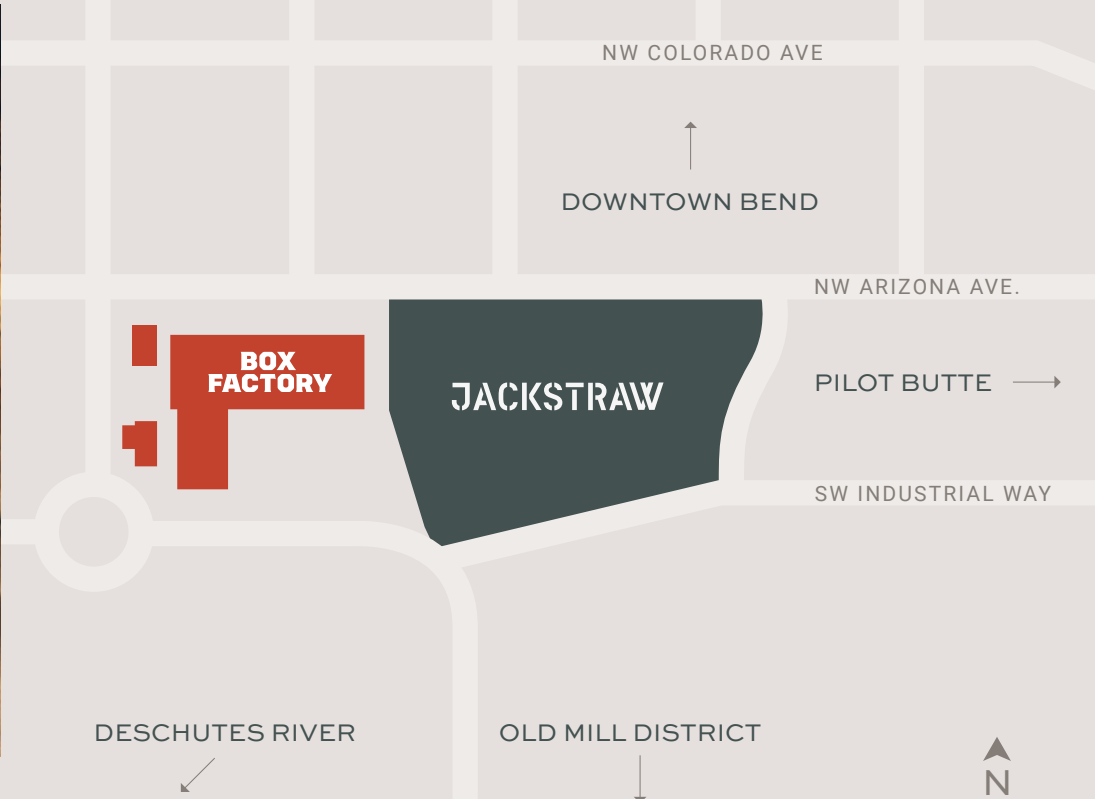 NW COLORADO AVE
DOWNTOWN BEND
NW ARIZONA AVE.
BOX
FACTORY
JACKSTRAW
PILOT BUTTE
SW INDUSTRIAL WAY
DESCHUTES RIVER
OLD MILL DISTRICT
N